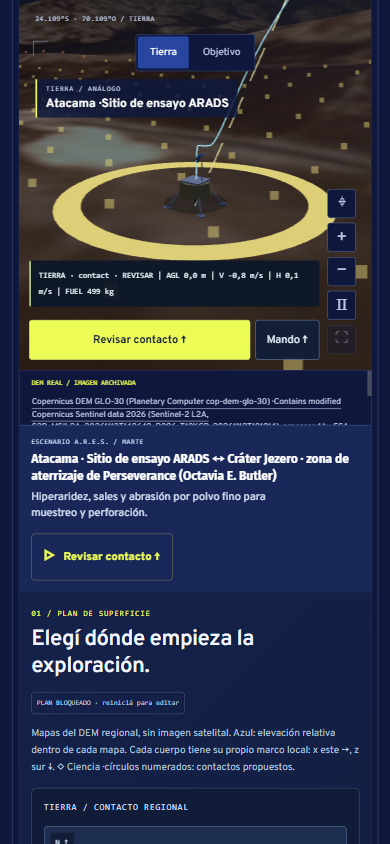 24.109°S · 70.109°O / TIERRA
Tierra
Objetivo
TIERRA / ANÁLOGO
Atacama ·Sitio de ensayo ARADS
+
−
TIERRA · contact · REVISAR | AGL 0,0 m | V -0,8 m/s | H 0,1
m/s | FUEL 499 kg
II
Revisar contacto ↑
Mando ↑
DEM REAL / IMAGEN ARCHIVADA
Copernicus DEM GLO-30 (Planetary Computer cop-dem-glo-30) ·Contains modified
Copernicus Sentinel data 2026 (Sentinel-2 L2A,
ESCENARIO A.R.E.S. / MARTE
Atacama · Sitio de ensayo ARADS ↔ Cráter Jezero · zona de
aterrizaje de Perseverance (Octavia E. Butler)
Hiperaridez, sales y abrasión por polvo fino para
muestreo y perforación.
Revisar contacto ↑
01 / PLAN DE SUPERFICIE
Elegí dónde empieza la
exploración.
PLAN BLOQUEADO · reiniciá para editar
Mapas del DEM regional, sin imagen satelital. Azul: elevación relativa
dentro de cada mapa. Cada cuerpo tiene su propio marco local: x este →, z
sur ↓. ◇ Ciencia ·círculos numerados: contactos propuestos.
TIERRA / CONTACTO REGIONAL
N ↑